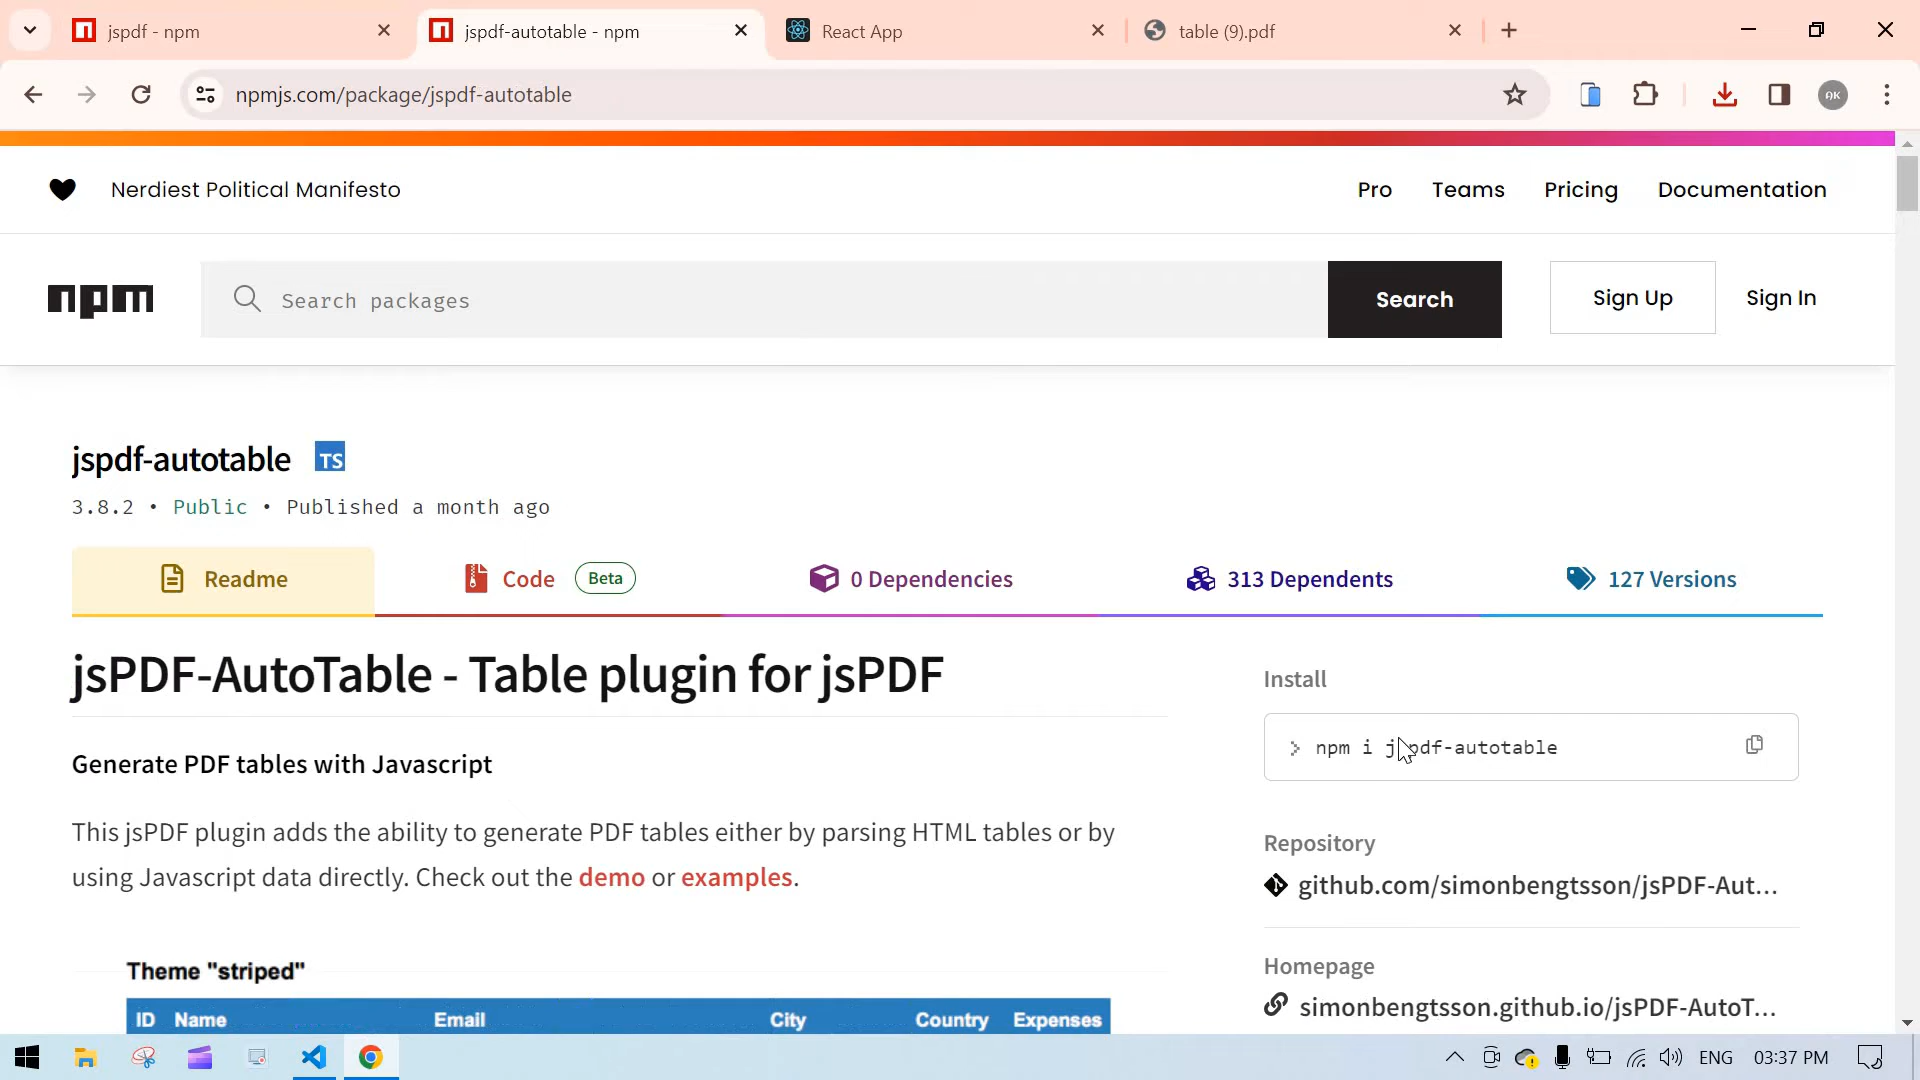 jspdf - npm
jspdf-autotable - npm
React App
table (9).pdf
npmjs.com/package/jspdf-autotable
AK
Nerdiest Political Manifesto
Pro
Teams
Pricing
Documentation
npm
Search packages
Search
Sign Up
Sign In
jspdf-autotable
TS
3.8.2 • Public • Published a month ago
Readme
Code
Beta
0 Dependencies
313 Dependents
127 Versions
jsPDF-AutoTable - Table plugin for jsPDF
Install
> npm i jspdf-autotable
Generate PDF tables with Javascript
This jsPDF plugin adds the ability to generate PDF tables either by parsing HTML tables or by
using Javascript data directly. Check out the demo or examples.
Repository
github.com/simonbengtsson/jsPDF-Aut...
Homepage
simonbengtsson.github.io/jsPDF-AutoT...
Theme "striped"
ID Name Email City Country Expenses
ENG
03:37 PM